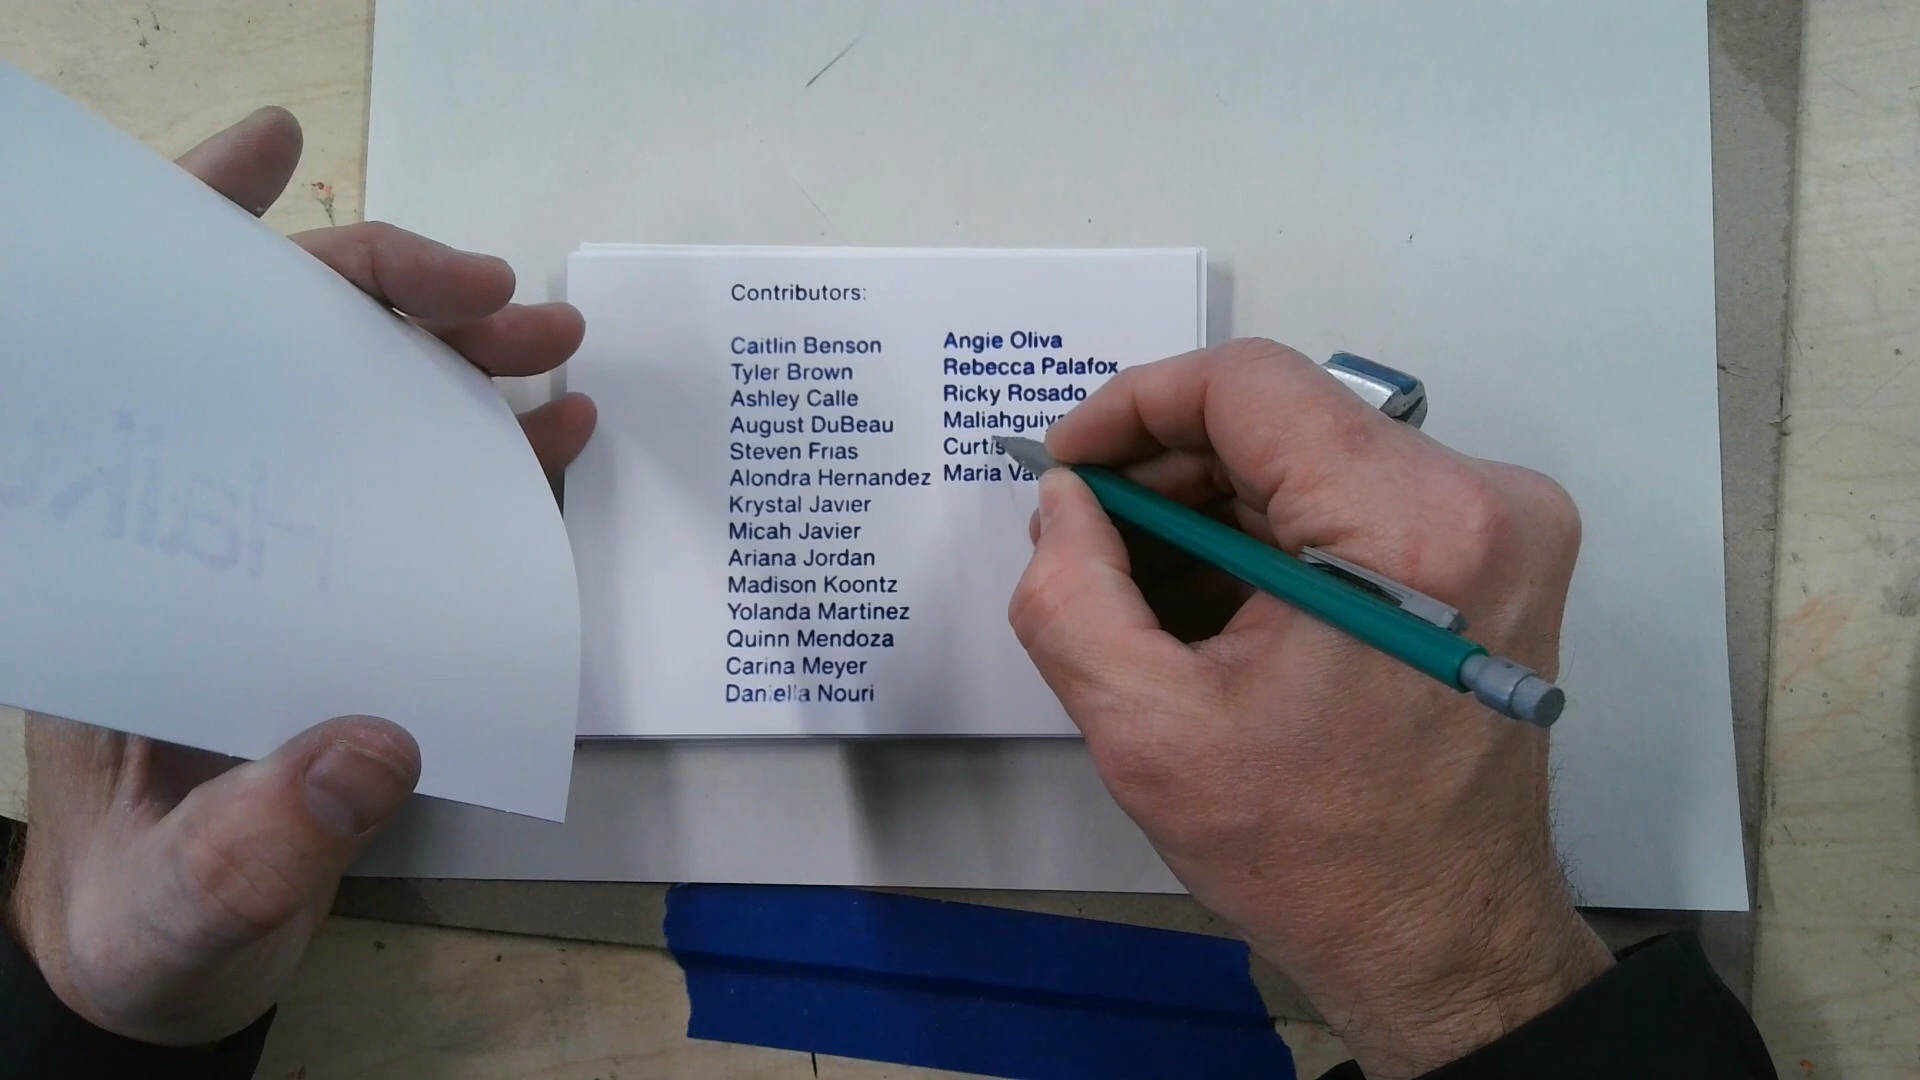 Contributors:
Caitlin Benson
Tyler Brown
Ashley Calle
August DuBeau
Steven Frias
Alondra Hernandez
Krystal Javier
Micah Javier
Ariana Jordan
Madison Koontz
Yolanda Martinez
Quinn Mendoza
Carina Meyer
Daniella Nouri
Angie Oliva
Rebecca Palafox
Ricky Rosado
Curtis
Maria